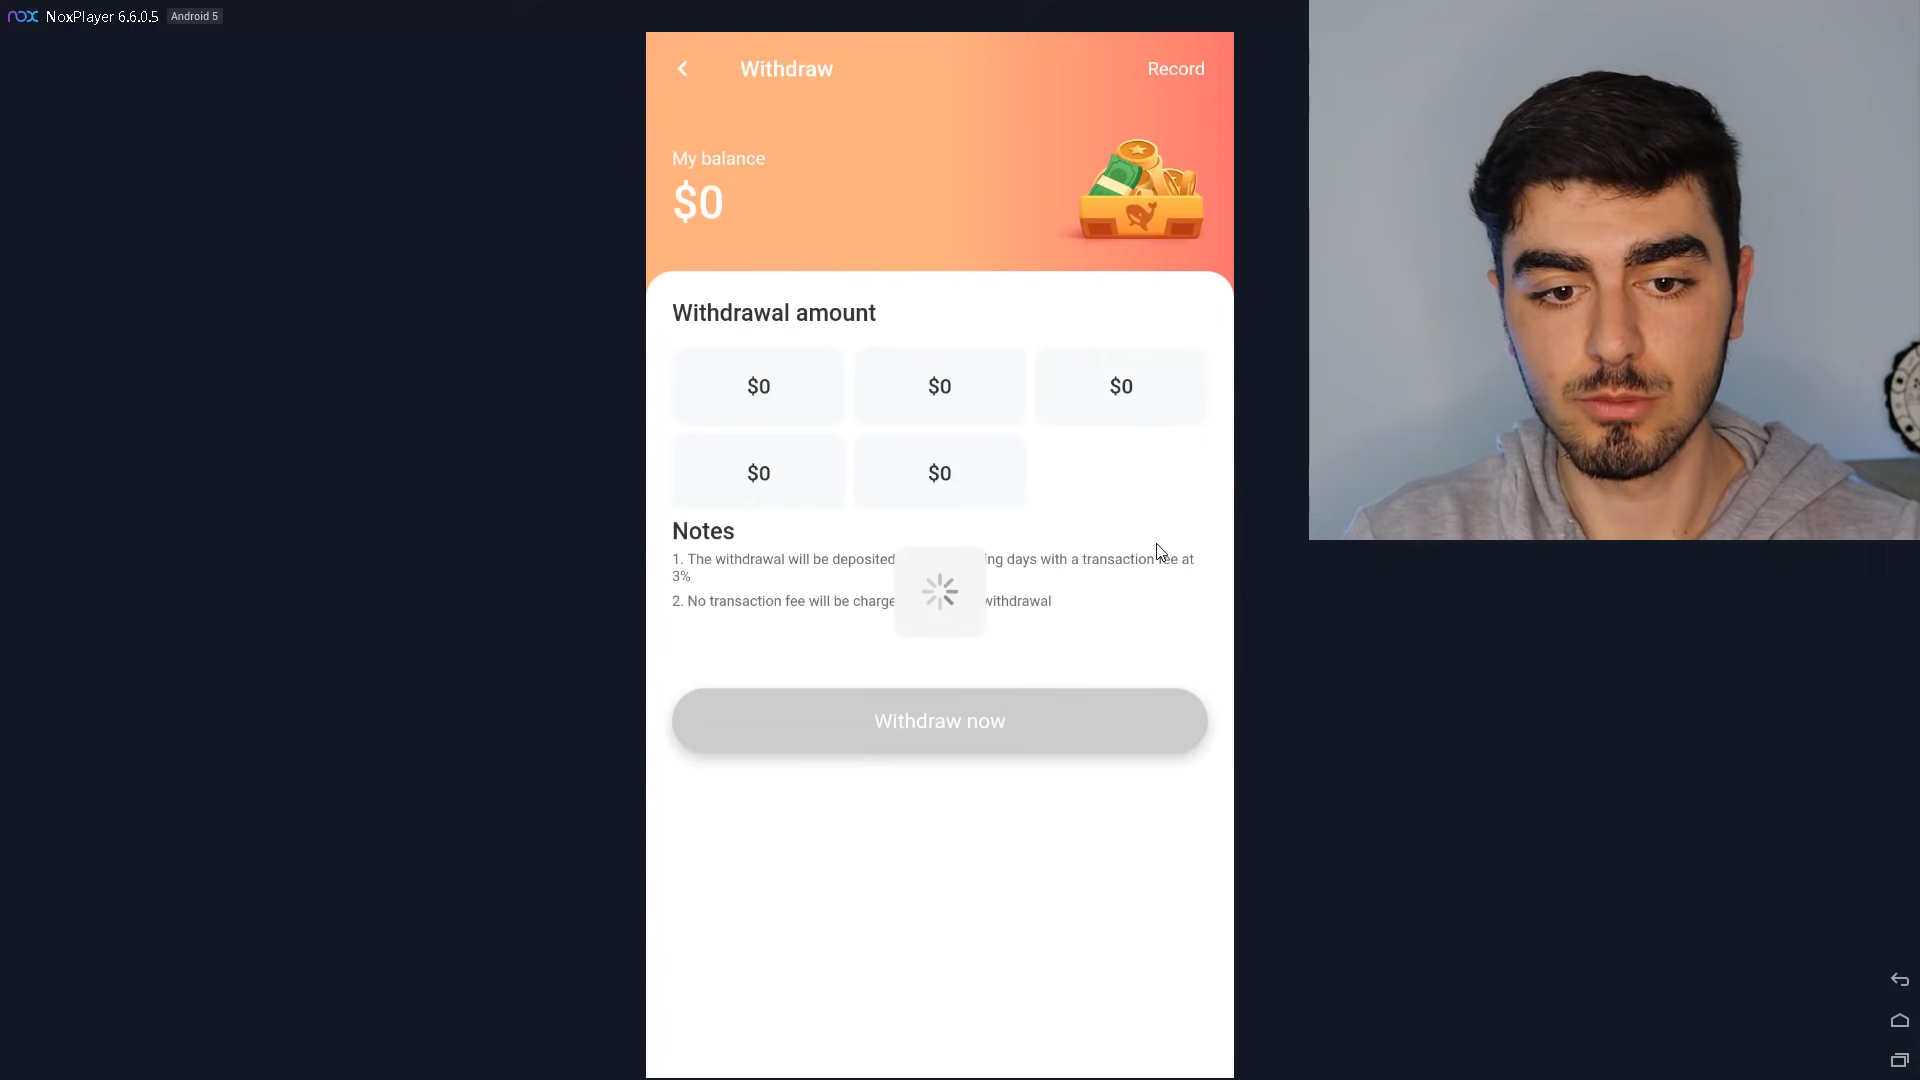 nox NoxPlayer 6.6.0.5 Android 5
Withdraw
Record
My balance
$0
Withdrawal amount
$0 $0 $0
$0 $0
Notes
1. The withdrawal will be deposited ing days with a transaction fee at
3%
2. No transaction fee will be charge withdrawal
Withdraw now